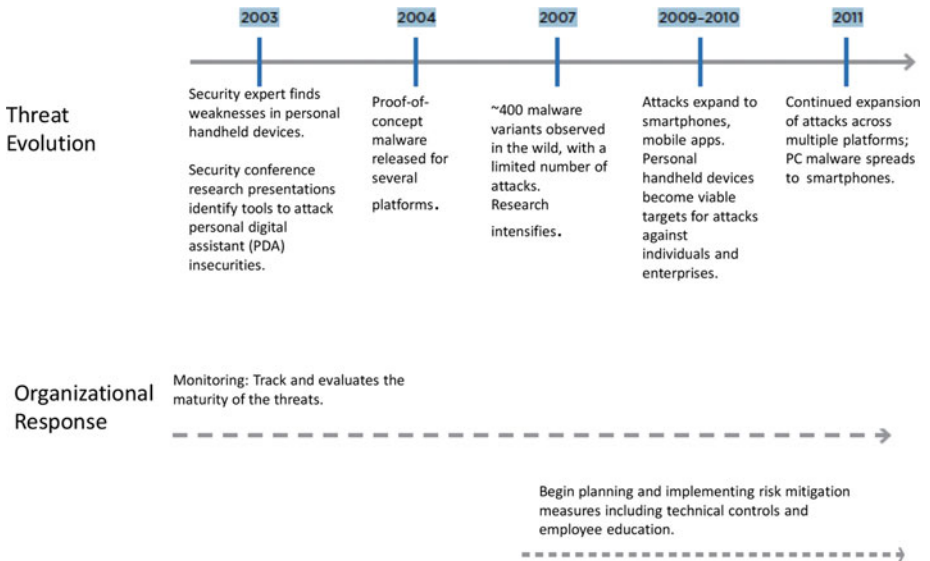 2003
2004
2007
2009–2010
2011
Threat
Evolution
Security expert finds
weaknesses in personal
handheld devices.
Security conference
research presentations
identify tools to attack
personal digital
assistant (PDA)
insecurities.
Proof-of-
concept
malware
released for
several
platforms.
~400 malware
variants observed
in the wild, with a
limited number of
attacks.
Research
intensifies.
Attacks expand to
smartphones,
mobile apps.
Personal
handheld devices
become viable
targets for attacks
against
individuals and
enterprises.
Continued expansion
of attacks across
multiple platforms;
PC malware spreads
to smartphones.
Organizational
Response
Monitoring: Track and evaluates the
maturity of the threats.
Begin planning and implementing risk mitigation
measures including technical controls and
employee education.